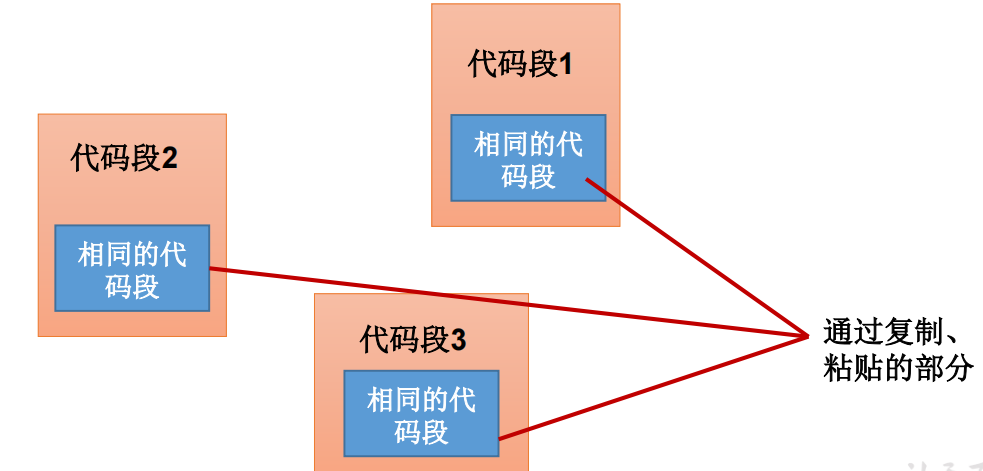 代码段1
相同的代
码段
代码段2
相同的代
码段
代码段3
相同的代
码段
通过复制、
粘贴的部分